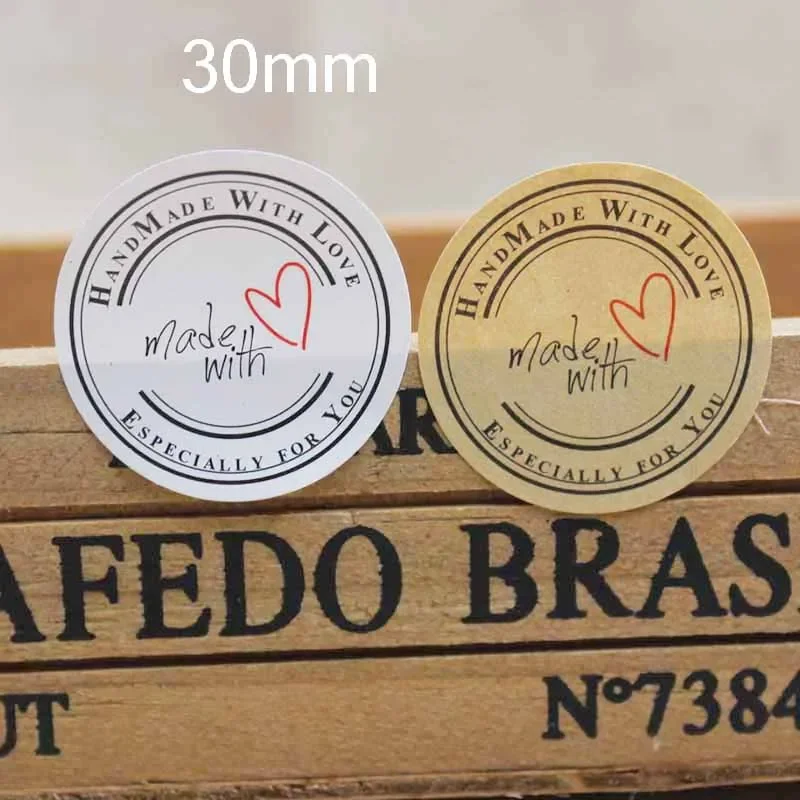 30mm
HANDMADE WITH LOVE
made
with
ESPECIALLY FOR YOU
HANDMADE WITH LOVE
made
with
ESPECIALLY FOR YOU
AFEDO BRAS
UT
Nº7384